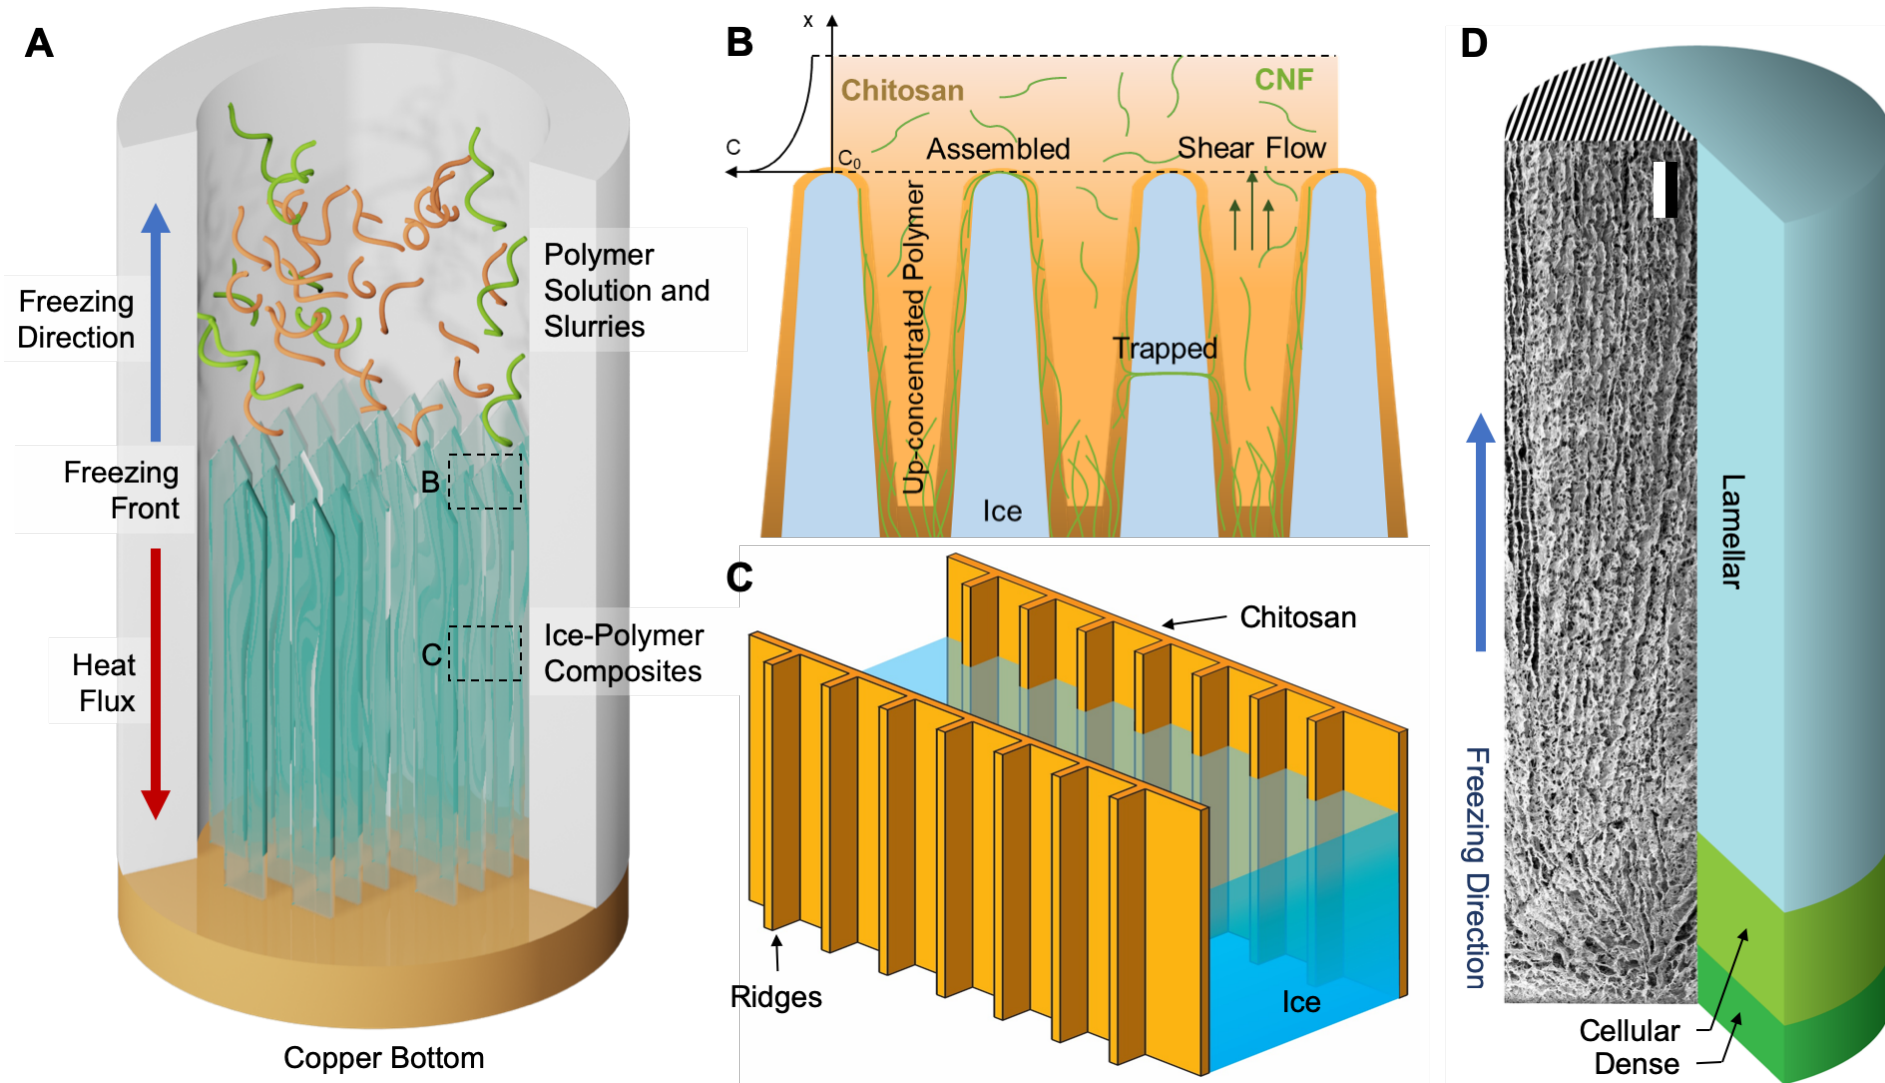 A
Freezing
Direction
Freezing
Front
Heat
Flux
Polymer
Solution and
Slurries
B
C
Ice-Polymer
Composites
Copper Bottom
B
x
Chitosan
CNF
C
C0
Assembled
Shear Flow
Up-concentrated Polymer
Trapped
Ice
C
Chitosan
Ridges
Ice
D
Lamellar
Freezing Direction
Cellular
Dense